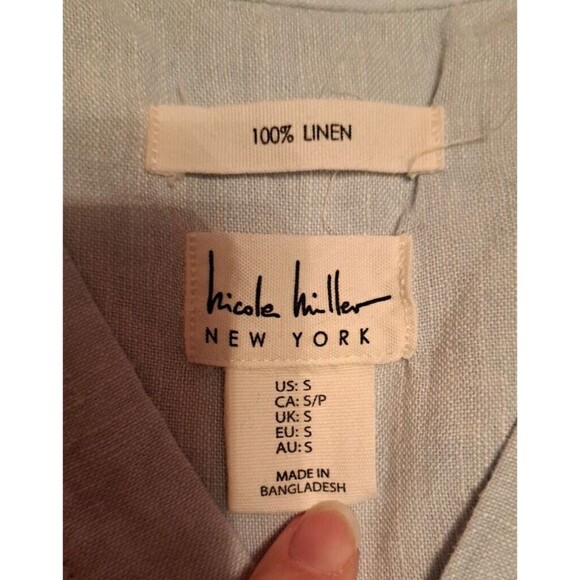 100% LINEN
Nicole Miller
NEW YORK
US: S
CA: S/P
UK: S
EU: S
AU: S
MADE IN
BANGLADESH